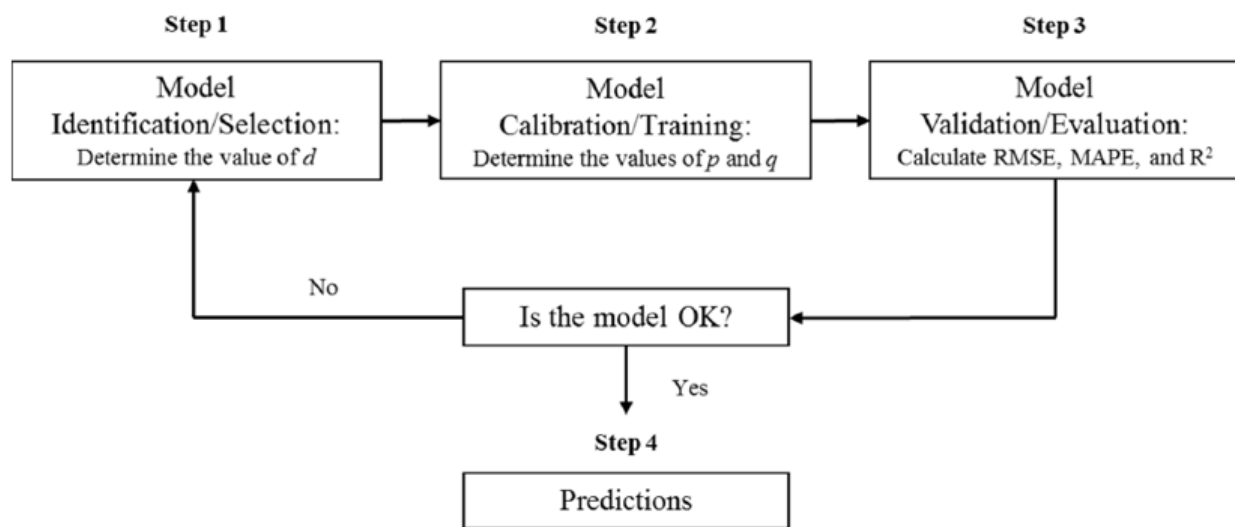 Step 1
Model
Identification/Selection:
Determine the value of d
Step 2
Model
Calibration/Training:
Determine the values of p and q
Step 3
Model
Validation/Evaluation:
Calculate RMSE, MAPE, and R²
No
Is the model OK?
Yes
Step 4
Predictions